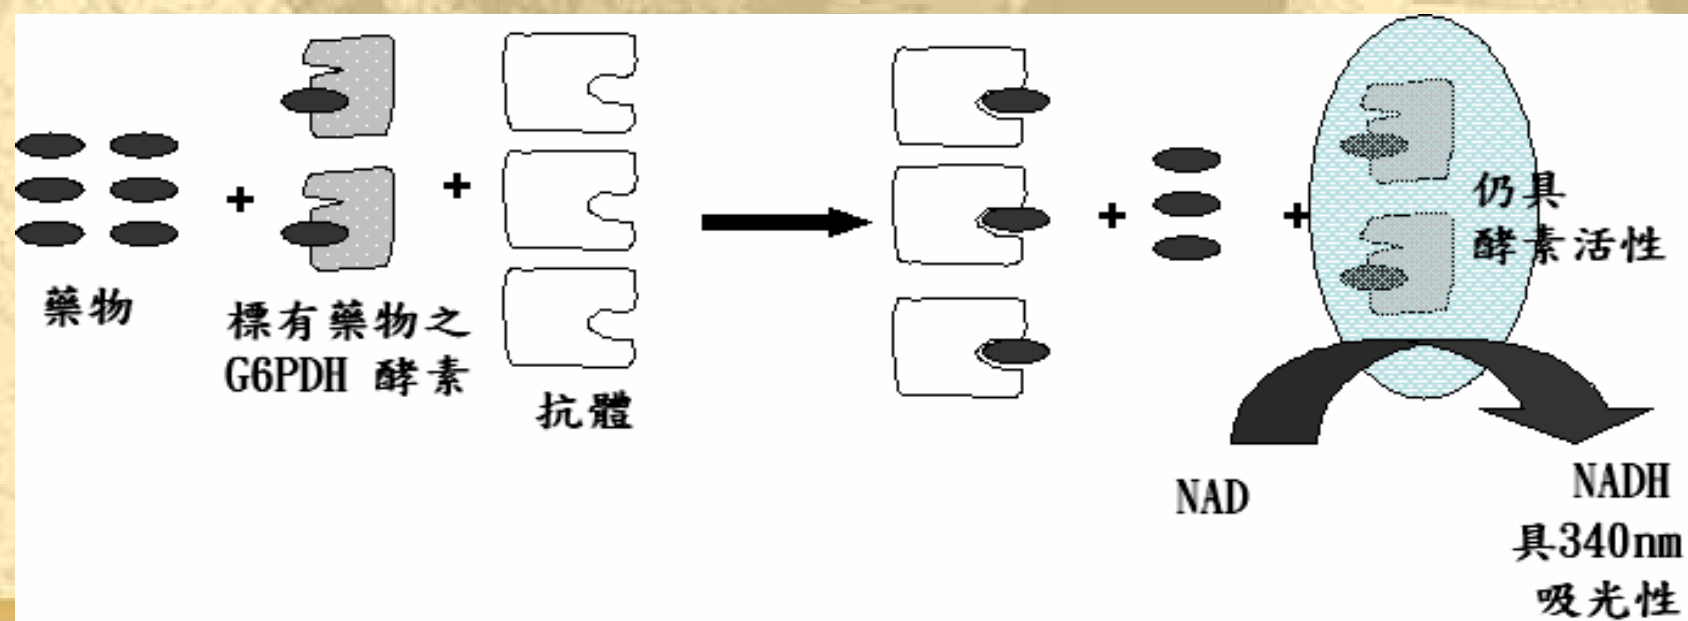 藥物
標有藥物之
G6PDH 酵素
抗體
仍具
酵素活性
NAD
NADH
具340nm
吸光性